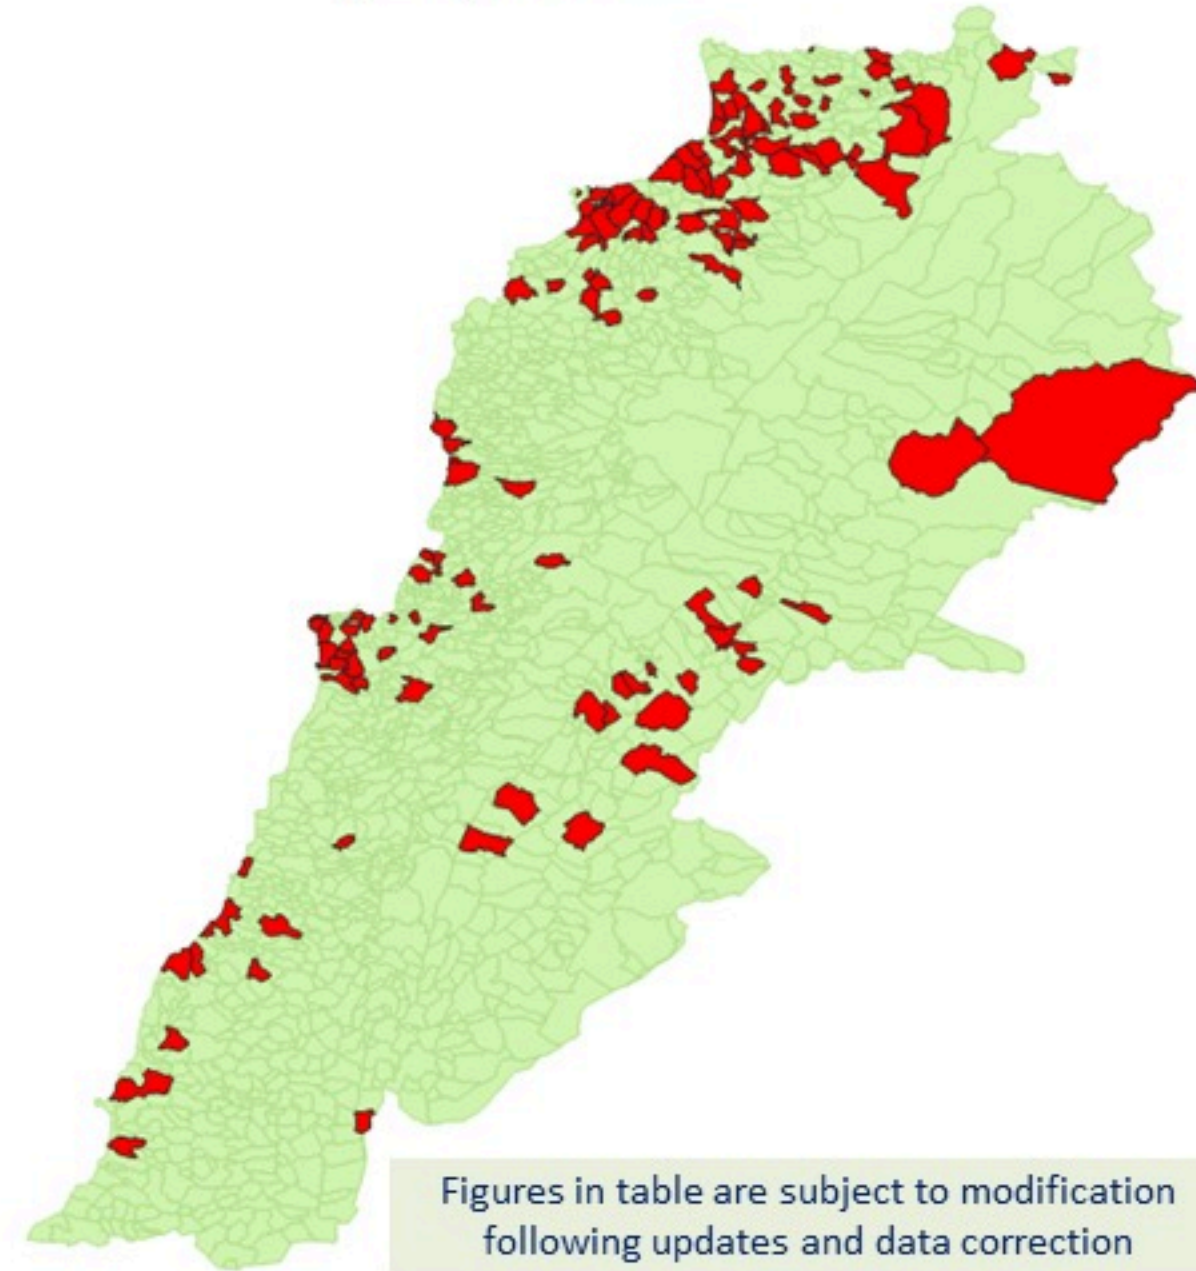 Figures in table are subject to modification
following updates and data correction